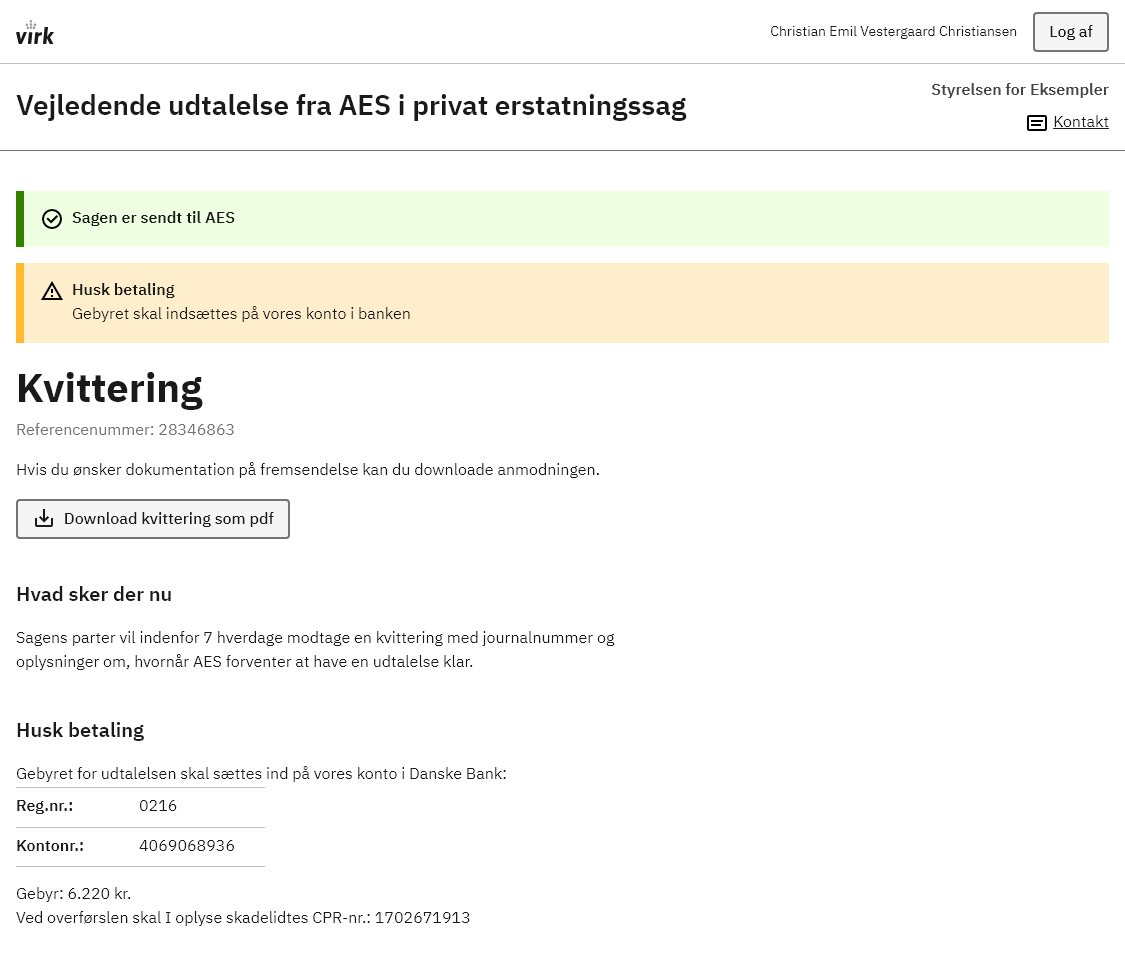 virk
Christian Emil Vestergaard Christiansen
Log af
Vejledende udtalelse fra AES i privat erstatningssag
Styrelsen for Eksempler
Kontakt
Sagen er sendt til AES
Husk betaling
Gebyret skal indsættes på vores konto i banken
Kvittering
Referencenummer: 28346863
Hvis du ønsker dokumentation på fremsendelse kan du downloade anmodningen.
Download kvittering som pdf
Hvad sker der nu
Sagens parter vil indenfor 7 hverdage modtage en kvittering med journalnummer og
oplysninger om, hvornår AES forventer at have en udtalelse klar.
Husk betaling
Gebyret for udtalelsen skal sættes ind på vores konto i Danske Bank:
Reg.nr.: 0216
Kontonr.: 4069068936
Gebyr: 6.220 kr.
Ved overførslen skal I oplyse skadelidtes CPR-nr.: 1702671913